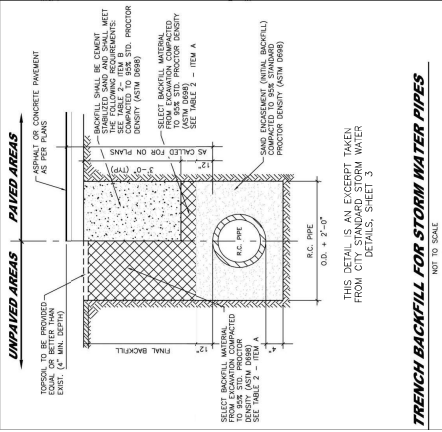 UNPAVED AREAS
PAVED AREAS
TOPSOIL TO BE PROVIDED
EQUAL OR BETTER THAN
EXIST. (4" MIN. DEPTH)
ASPHALT OR CONCRETE PAVEMENT
AS PER PLANS
BACKFILL SHALL BE CEMENT
STABILIZED SAND AND SHALL MEET
THE FOLLOWING REQUIREMENTS:
SEE TABLE 2- ITEM B
COMPACTED TO 95% STD. PROCTOR
DENSITY (ASTM D698)
SELECT BACKFILL MATERIAL
FROM EXCAVATION COMPACTED
TO 95% STD. PROCTOR DENSITY
(ASTM D698)
SEE TABLE 2 - ITEM A
AS CALLED FOR ON PLANS
3'-0" (TYP)
12"
FINAL BACKFILL
12"
4"
SAND ENCASEMENT (INITIAL BACKFILL)
COMPACTED TO 95% STANDARD
PROCTOR DENSITY (ASTM D698)
R.C. PIPE
R.C. PIPE
O.D. + 2'-0"
SELECT BACKFILL MATERIAL
FROM EXCAVATION COMPACTED
TO 95% STD. PROCTOR
DENSITY (ASTM D698)
SEE TABLE 2 - ITEM A
THIS DETAIL IS AN EXCERPT TAKEN
FROM CITY STANDARD STORM WATER
DETAILS, SHEET 3
TRENCH BACKFILL FOR STORM WATER PIPES
NOT TO SCALE